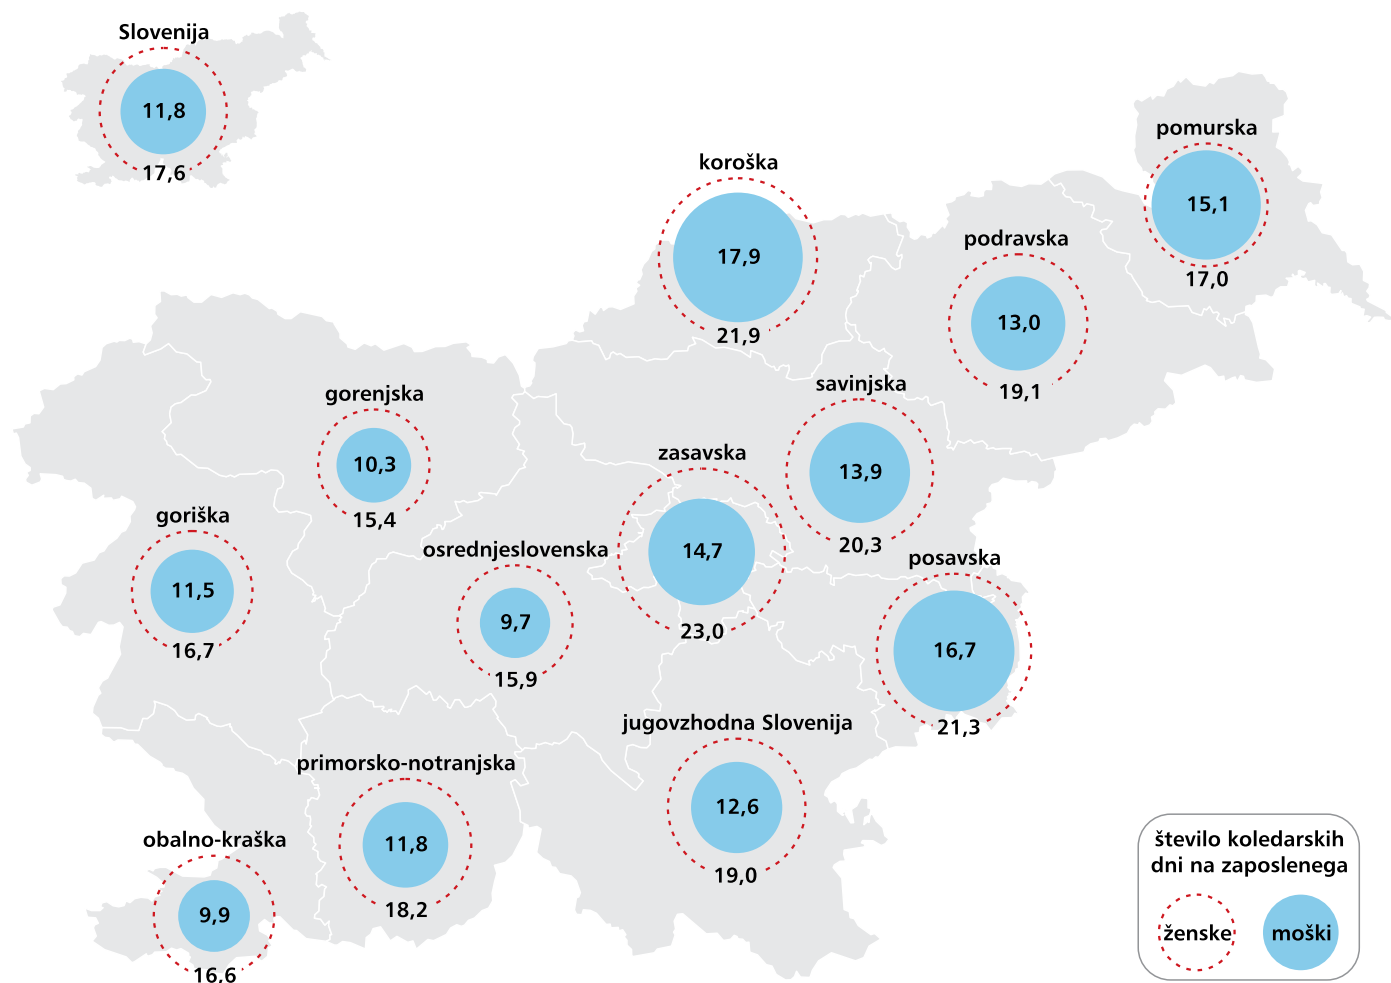 Slovenija
11,8
17,6
pomurska
15,1
17,0
koroška
17,9
21,9
podravska
13,0
19,1
savinjska
13,9
20,3
gorenjska
10,3
15,4
zasavska
14,7
23,0
goriška
11,5
16,7
osrednjeslovenska
9,7
15,9
posavska
16,7
21,3
jugovzhodna Slovenija
12,6
19,0
primorsko-notranjska
11,8
18,2
obalno-kraška
9,9
16,6
število koledarskih
dni na zaposlenega
ženske
moški